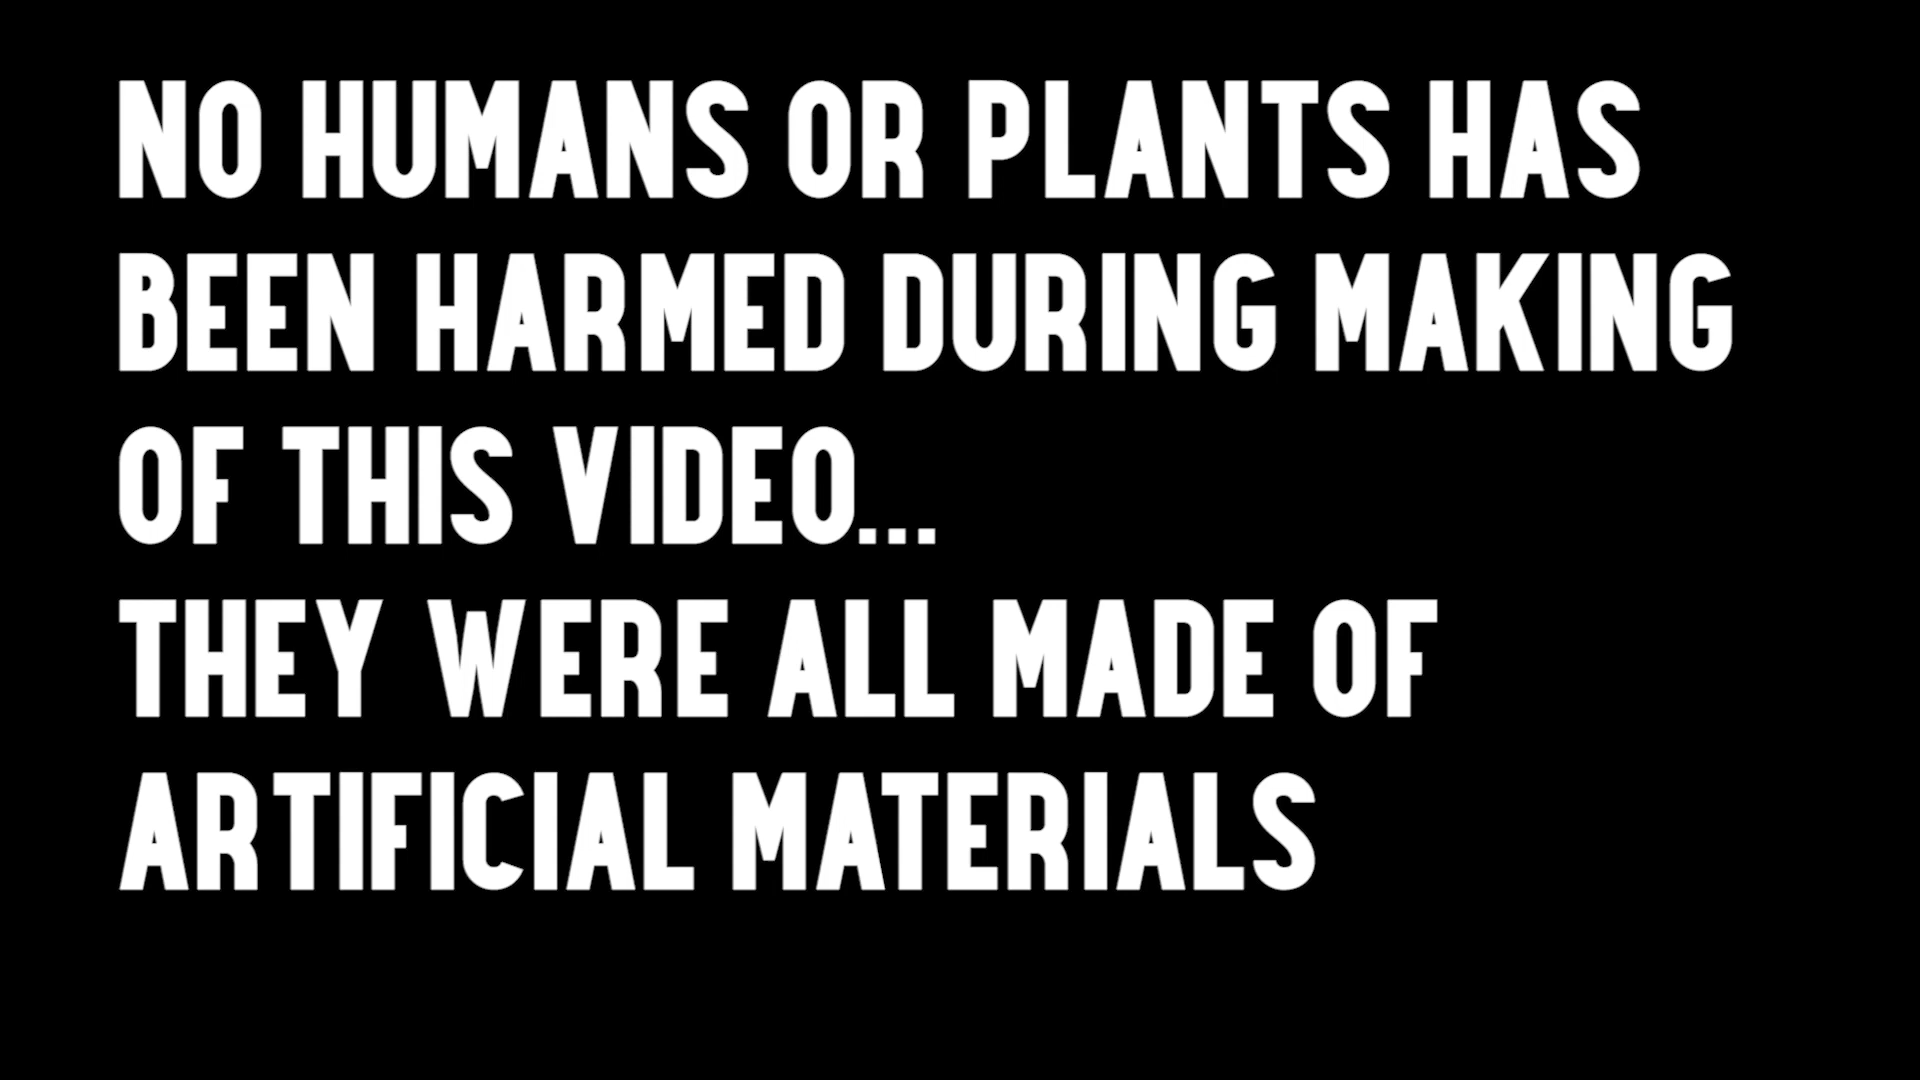 NO HUMANS OR PLANTS HAS
BEEN HARMED DURING MAKING
OF THIS VIDEO...
THEY WERE ALL MADE OF
ARTIFICIAL MATERIALS